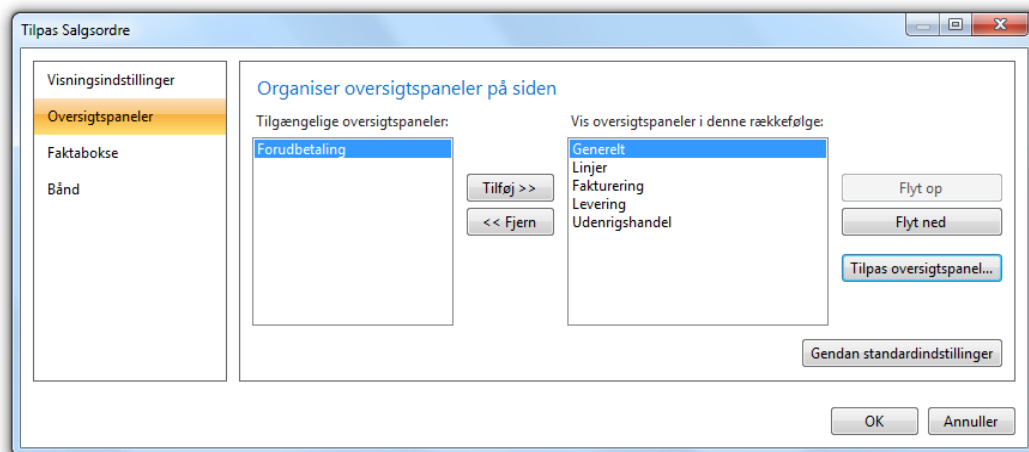 Tilpas Salgsordre
Visningsindstillinger
Oversigtspaneler
Faktabokse
Bånd
Organiser oversigtspaneler på siden
Tilgængelige oversigtspaneler:
Forudbetaling
Tilføj >>
<< Fjern
Vis oversigtspaneler i denne rækkefølge:
Generelt
Linjer
Fakturering
Levering
Udenrigshandel
Flyt op
Flyt ned
Tilpas oversigtspanel...
Gendan standardindstillinger
OK
Annuller